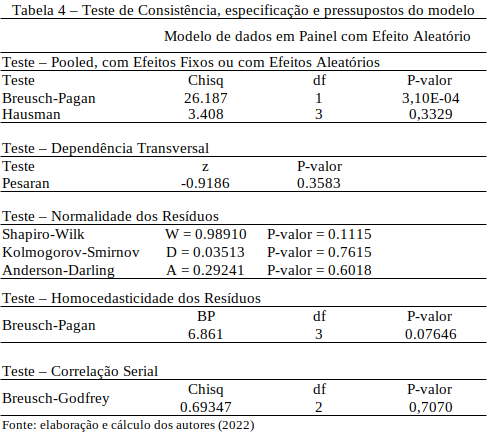 Tabela 4 – Teste de Consistência, especificação e pressupostos do modelo
Modelo de dados em Painel com Efeito Aleatório
Teste – Pooled, com Efeitos Fixos ou com Efeitos Aleatórios
Teste Chisq df P-valor
Breusch-Pagan 26.187 1 3,10E-04
Hausman 3.408 3 0,3329
Teste – Dependência Transversal
Teste z P-valor
Pesaran -0.9186 0.3583
Teste – Normalidade dos Resíduos
Shapiro-Wilk W = 0.98910 P-valor = 0.1115
Kolmogorov-Smirnov D = 0.03513 P-valor = 0.7615
Anderson-Darling A = 0.29241 P-valor = 0.6018
Teste – Homocedasticidade dos Resíduos
BP df P-valor
Breusch-Pagan
6.861 3 0.07646
Teste – Correlação Serial
Chisq df P-valor
Breusch-Godfrey
0.69347 2 0,7070
Fonte: elaboração e cálculo dos autores (2022)